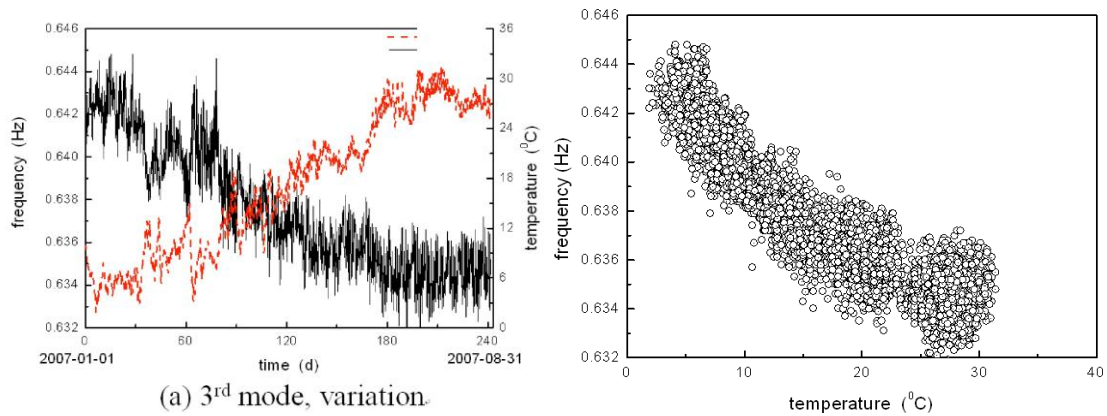 0.646
0.644
0.642
0.640
0.638
0.636
0.634
0.632
frequency (Hz)
36
30
24
18
12
6
0
temperature (⁰C)
0 60 120 180 240
2007-01-01 time (d) 2007-08-31
(a) 3rd mode, variation
0.646
0.644
0.642
0.640
0.638
0.636
0.634
0.632
frequency (Hz)
0 10 20 30 40
temperature (⁰C)